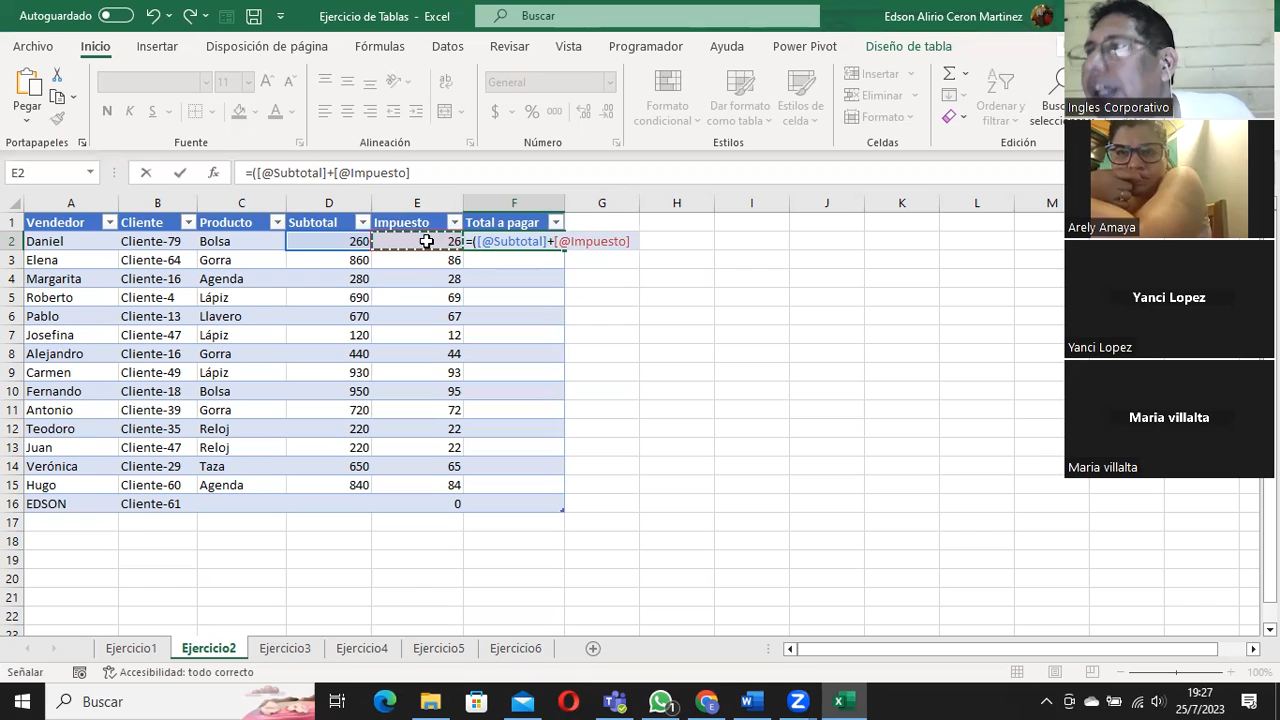 Autoguardado
Ejercicio de Tablas - Excel
Buscar
Edson Alirio Ceron Martinez
Archivo Inicio Insertar Disposición de página Fórmulas Datos Revisar Vista Programador Ayuda Power Pivot Diseño de tabla
Pegar
11
N K S
General
Formato condicional
Dar formato como tabla
Estilos de celda
Insertar
Eliminar
Formato
Ordenar y filtrar
Portapapeles Fuente Alineación Número Estilos Celdas
E2 =([@Subtotal]+[@Impuesto]
A B C D E F G H I J K L M
1 Vendedor Cliente Producto Subtotal Impuesto Total a pagar
2 Daniel Cliente-79 Bolsa 260 26 =([@Subtotal]+[@Impuesto]
3 Elena Cliente-64 Gorra 860 86
4 Margarita Cliente-16 Agenda 280 28
5 Roberto Cliente-4 Lápiz 690 69
6 Pablo Cliente-13 Llavero 670 67
7 Josefina Cliente-47 Lápiz 120 12
8 Alejandro Cliente-16 Gorra 440 44
9 Carmen Cliente-49 Lápiz 930 93
10 Fernando Cliente-18 Bolsa 950 95
11 Antonio Cliente-39 Gorra 720 72
12 Teodoro Cliente-35 Reloj 220 22
13 Juan Cliente-47 Reloj 220 22
14 Verónica Cliente-29 Taza 650 65
15 Hugo Cliente-60 Agenda 840 84
16 EDSON Cliente-61 0
17
18
19
20
21
22
Ejercicio1 Ejercicio2 Ejercicio3 Ejercicio4 Ejercicio5 Ejercicio6
Señalar Accesibilidad: todo correcto 100%
Buscar
19:27
25/7/2023
Ingles Corporativo
Arely Amaya
Yanci Lopez
Yanci Lopez
Maria villalta
Maria villalta